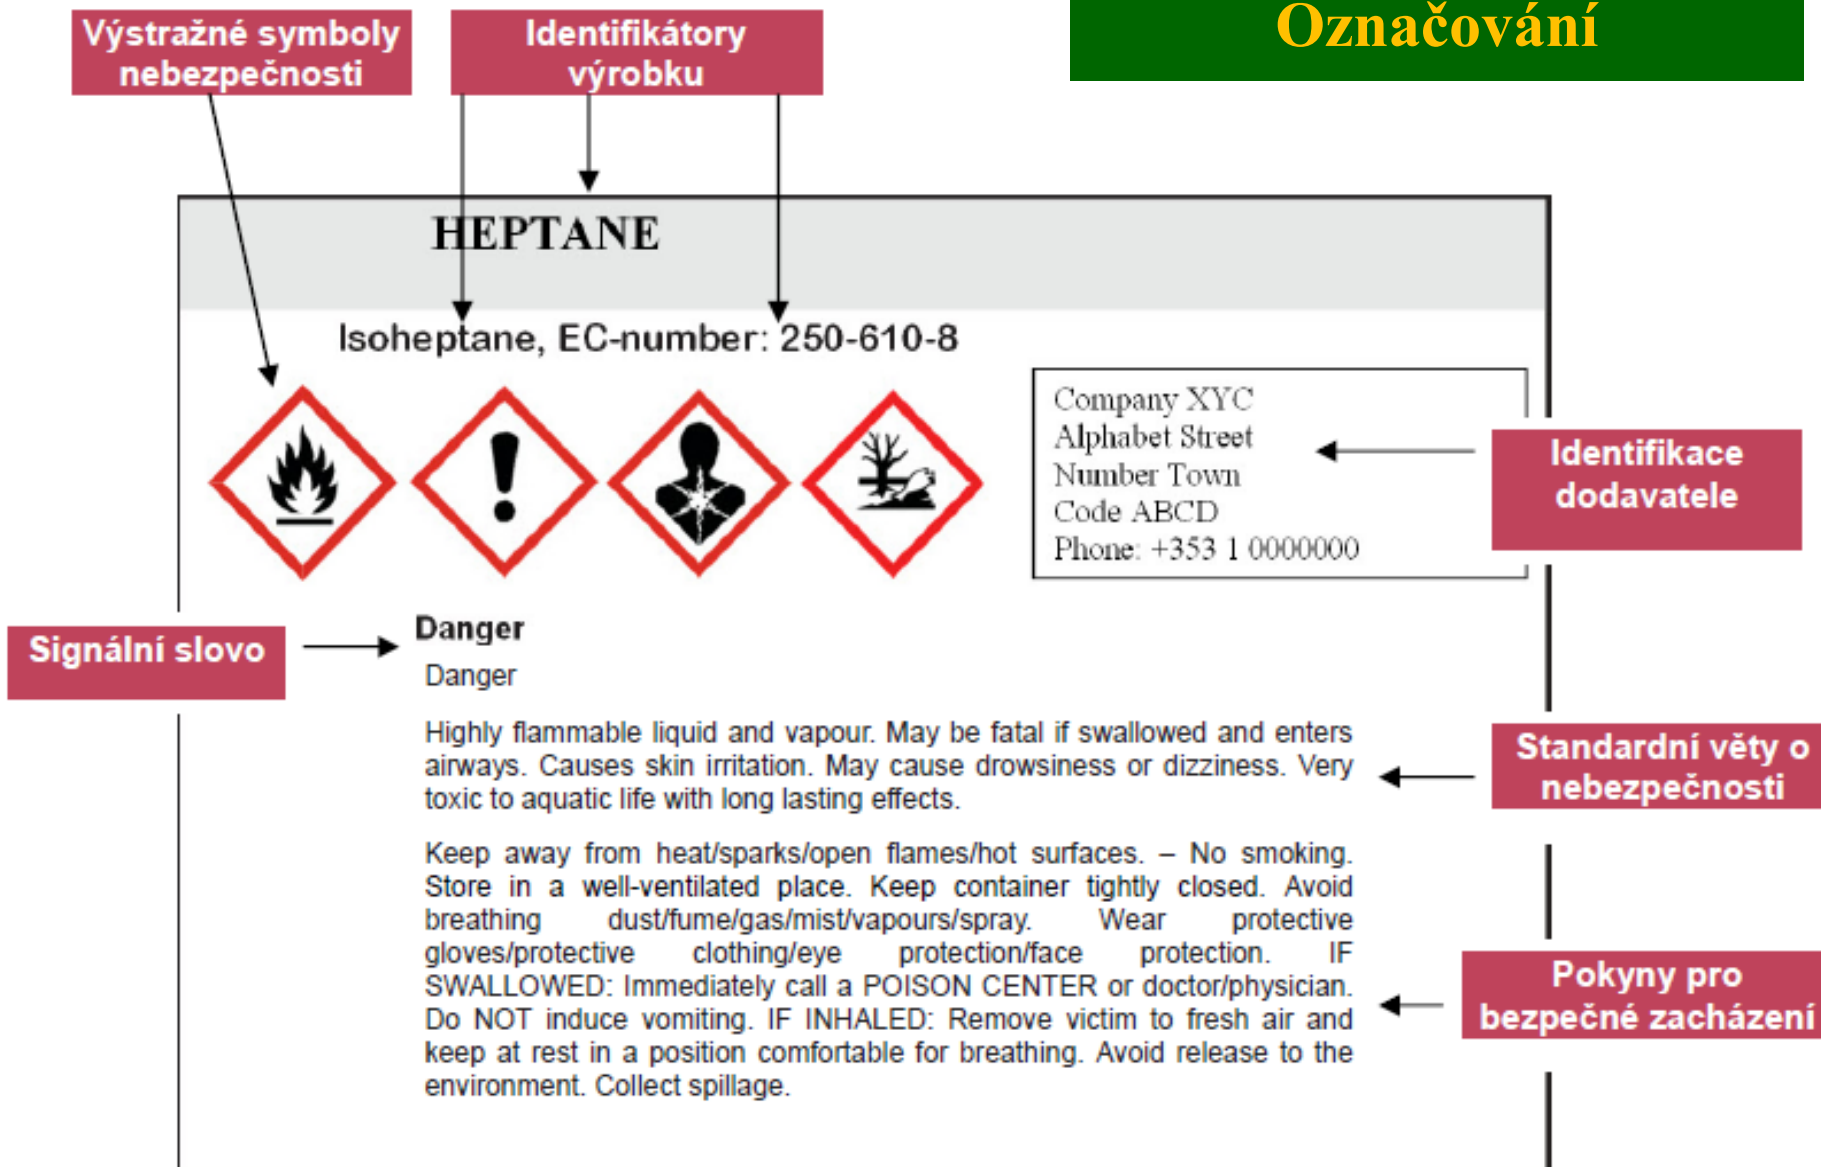 Označování
Výstražné symboly
nebezpečnosti
Identifikátory
výrobku
HEPTANE
Isoheptane, EC-number: 250-610-8
Company XYC
Alphabet Street
Number Town
Code ABCD
Phone: +353 1 0000000
Identifikace
dodavatele
Signální slovo
Danger
Danger
Highly flammable liquid and vapour. May be fatal if swallowed and enters
airways. Causes skin irritation. May cause drowsiness or dizziness. Very
toxic to aquatic life with long lasting effects.
Standardní věty o
nebezpečnosti
Keep away from heat/sparks/open flames/hot surfaces. – No smoking.
Store in a well-ventilated place. Keep container tightly closed. Avoid
breathing dust/fume/gas/mist/vapours/spray. Wear protective
gloves/protective clothing/eye protection/face protection. IF
SWALLOWED: Immediately call a POISON CENTER or doctor/physician.
Do NOT induce vomiting. IF INHALED: Remove victim to fresh air and
keep at rest in a position comfortable for breathing. Avoid release to the
environment. Collect spillage.
Pokyny pro
bezpečné zacházení